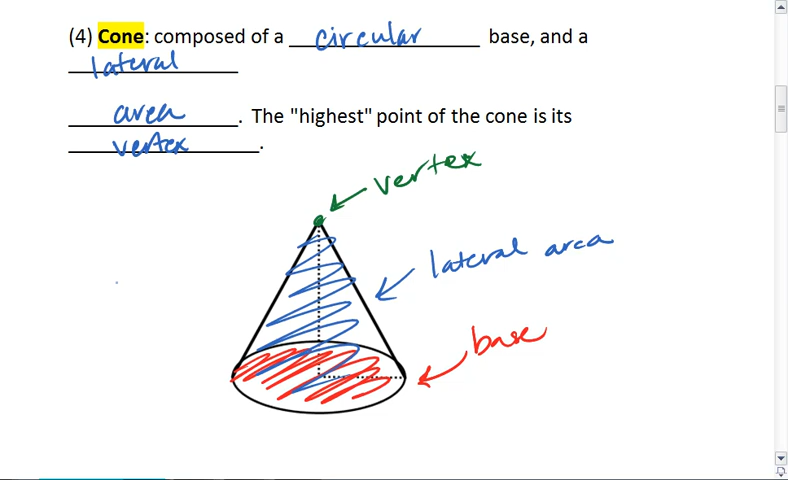 (4) Cone: composed of a circular base, and a
lateral
area. The "highest" point of the cone is its
vertex.
vertex
lateral area
base